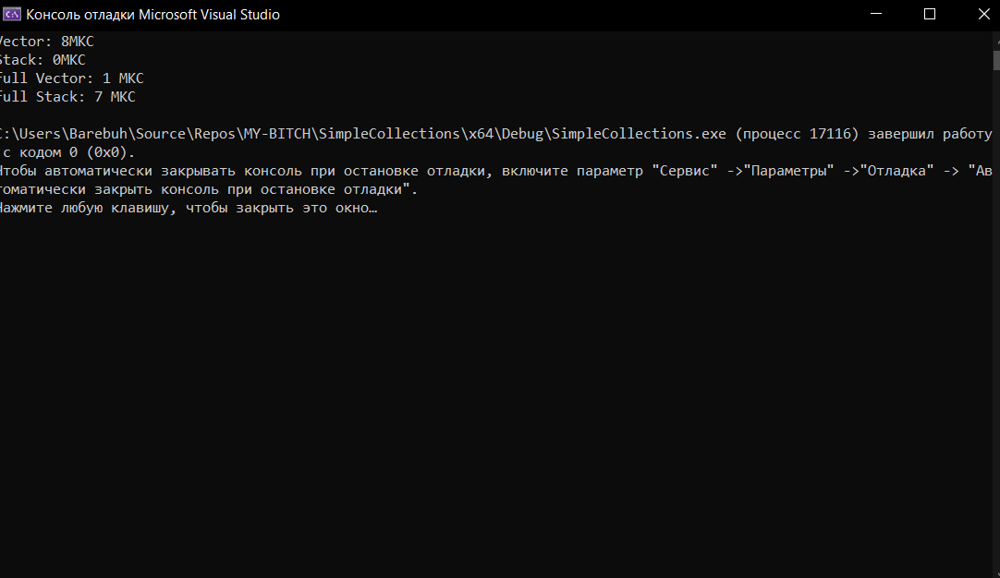 Консоль отладки Microsoft Visual Studio
Vector: 8МКС
Stack: 0МКС
Full Vector: 1 МКС
Full Stack: 7 МКС
C:\Users\Barebuh\Source\Repos\MY-BITCH\SimpleCollections\x64\Debug\SimpleCollections.exe (процесс 17116) завершил работу
с кодом 0 (0x0).
Чтобы автоматически закрывать консоль при остановке отладки, включите параметр "Сервис" ->"Параметры" ->"Отладка" -> "Ав
томатически закрыть консоль при остановке отладки".
Нажмите любую клавишу, чтобы закрыть это окно…